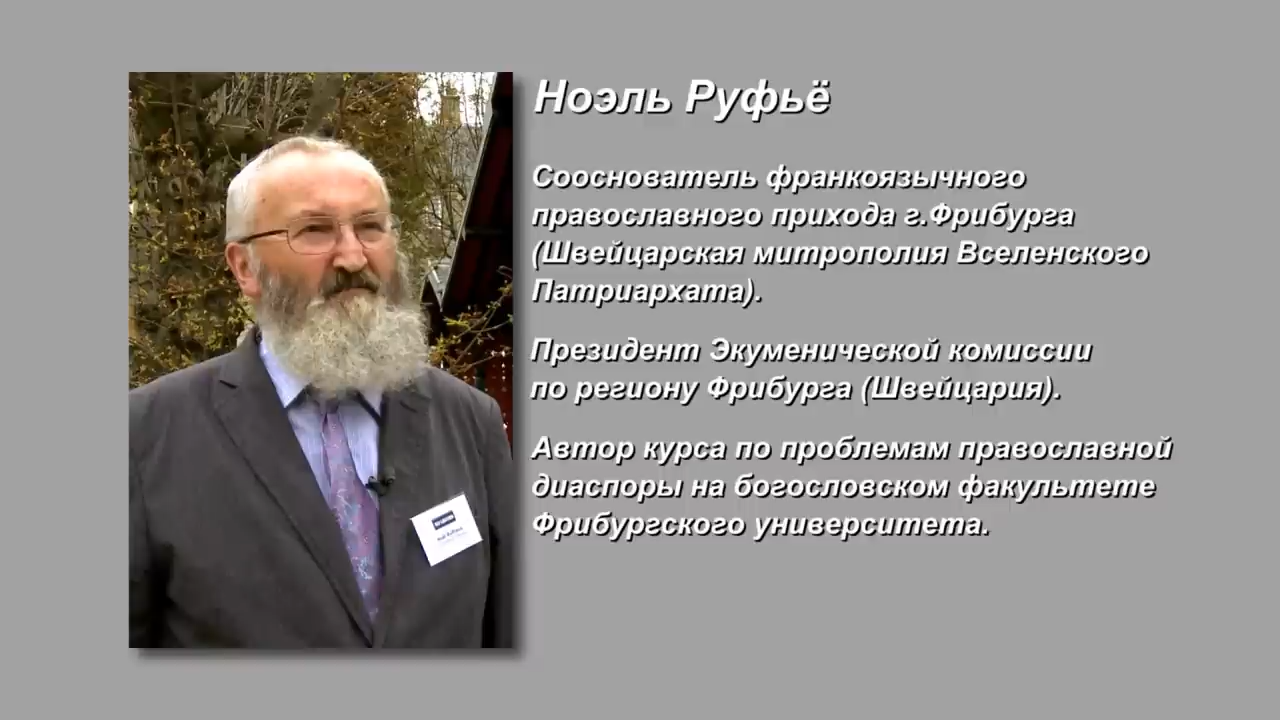 Ноэль Руфьё
Сооснователь франкоязычного
православного прихода г.Фрибурга
(Швейцарская митрополия Вселенского
Патриархата).
Президент Экуменической комиссии
по региону Фрибурга (Швейцария).
Автор курса по проблемам православной
диаспоры на богословском факультете
Фрибургского университета.